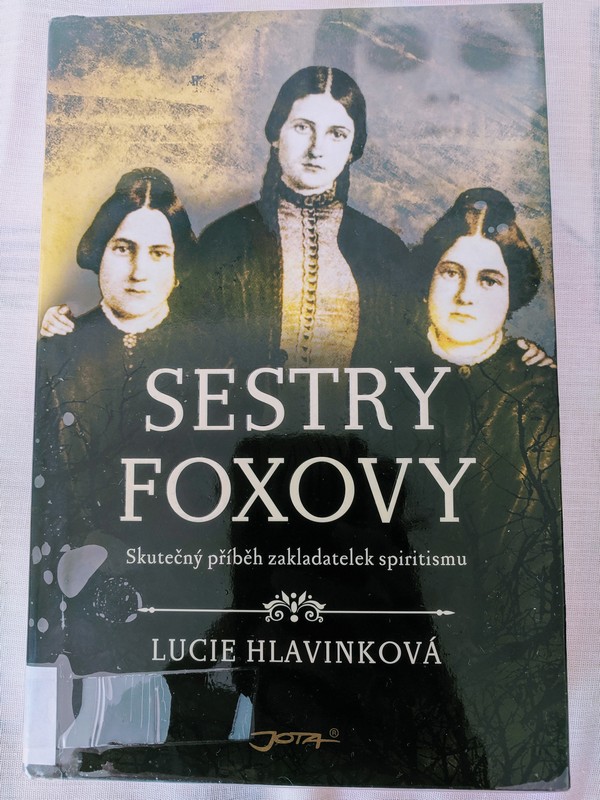 SESTRY
FOXOVY
Skutečný příběh zakladatelek spiritismu
LUCIE HLAVINKOVÁ
JOTA®